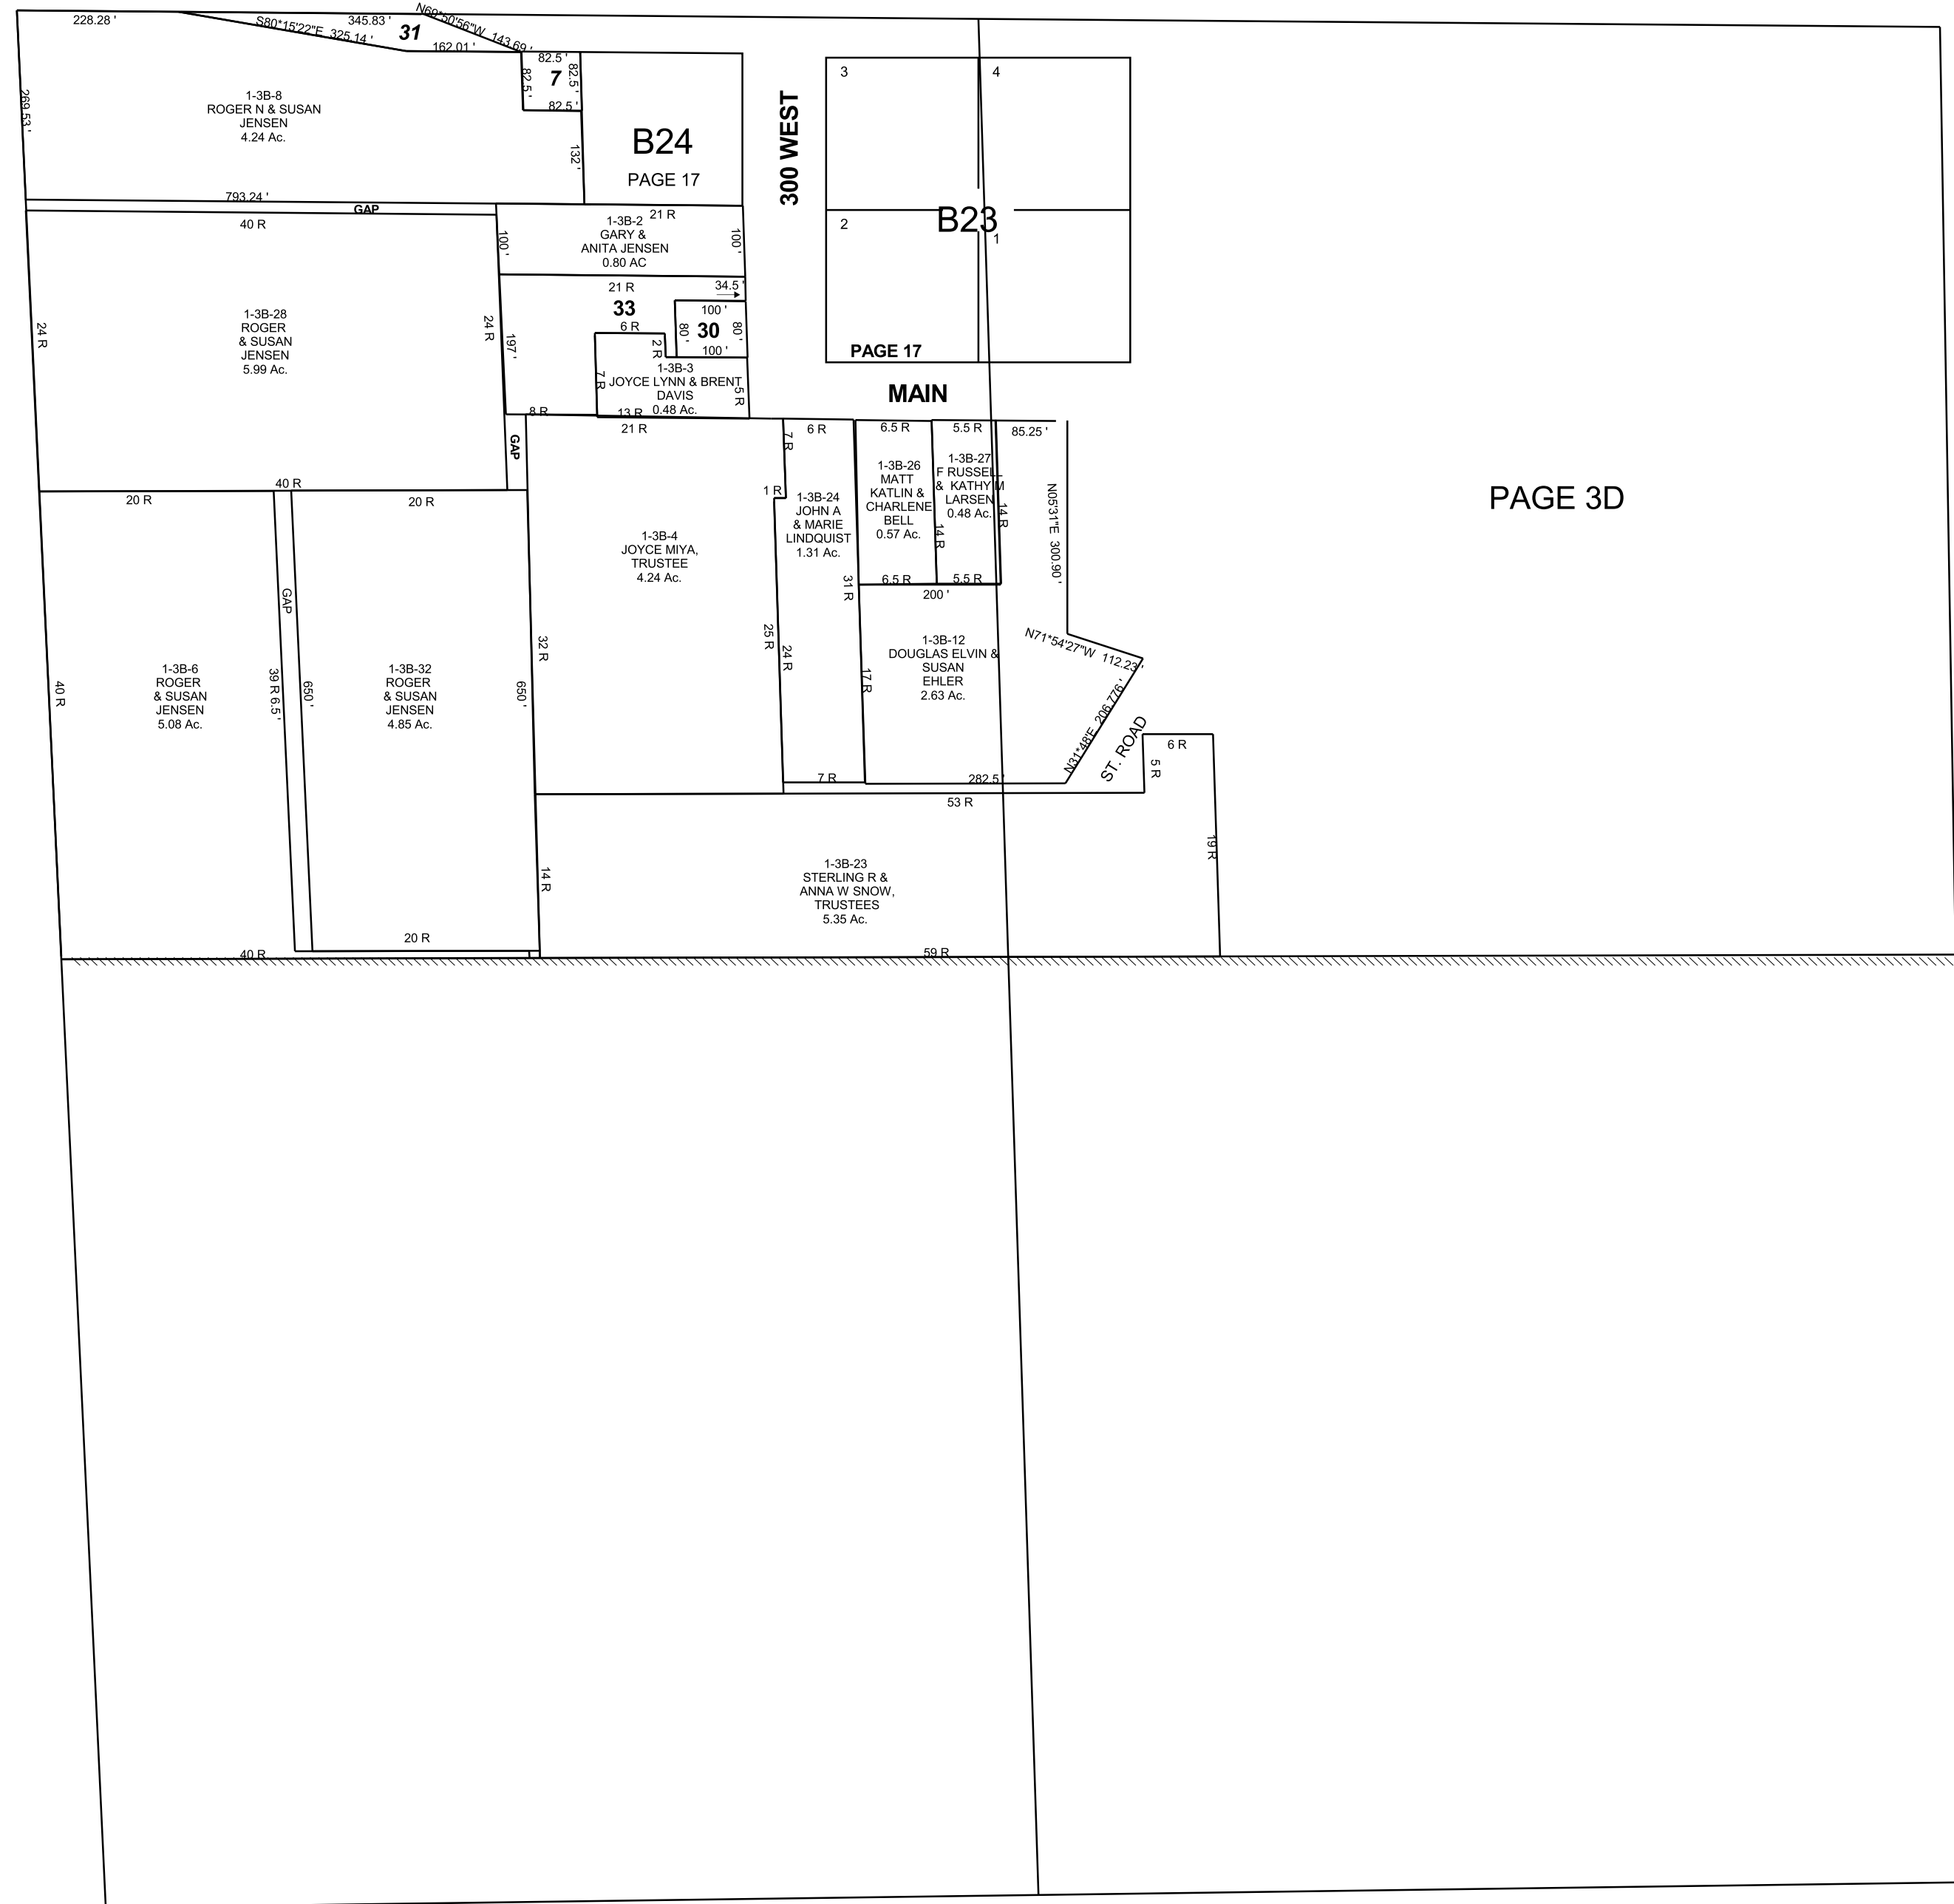 228.28 '
S80*15'22"E 325.14 '
345.83 '
31
162.01 '
N69*50'56"W 143.69 '
82.5 '
82.5 '
7
82.5 '
82.5 '
269.53 '
1-3B-8
ROGER N & SUSAN
JENSEN
4.24 Ac.
132 '
B24
PAGE 17
300 WEST
3
4
B23
2
1
PAGE 17
793.24 '
GAP
40 R
21 R
1-3B-2
GARY &
ANITA JENSEN
0.80 AC
100 '
100 '
21 R
34.5 '
33
100 '
6 R
80 '
30
80 '
2 R
100 '
24 R
1-3B-28
ROGER
& SUSAN
JENSEN
5.99 Ac.
24 R
197 '
1-3B-3
JOYCE LYNN & BRENT
DAVIS
0.48 Ac.
7 R
5 R
8 R
13 R
MAIN
GAP
21 R
7 R
6 R
6.5 R
5.5 R
85.25 '
40 R
20 R
20 R
1 R
1-3B-24
JOHN A
& MARIE
LINDQUIST
1.31 Ac.
1-3B-26
MATT
KATLIN &
CHARLENE
BELL
0.57 Ac.
1-3B-27
F RUSSELL
& KATHY M
LARSEN
0.48 Ac.
14 R
14 R
N05'31"E 300.90 '
PAGE 3D
1-3B-4
JOYCE MIYA,
TRUSTEE
4.24 Ac.
GAP
31 R
6.5 R
5.5 R
200 '
32 R
25 R
24 R
1-3B-12
DOUGLAS ELVIN &
SUSAN
EHLER
2.63 Ac.
N71*54'27"W 112.23 '
40 R
1-3B-6
ROGER
& SUSAN
JENSEN
5.08 Ac.
39 R 6.5 '
650 '
1-3B-32
ROGER
& SUSAN
JENSEN
4.85 Ac.
650 '
17 R
N31*48'E 206.776 '
ST. ROAD
6 R
5 R
7 R
282.5 '
53 R
19 R
14 R
1-3B-23
STERLING R &
ANNA W SNOW,
TRUSTEES
5.35 Ac.
20 R
40 R
59 R